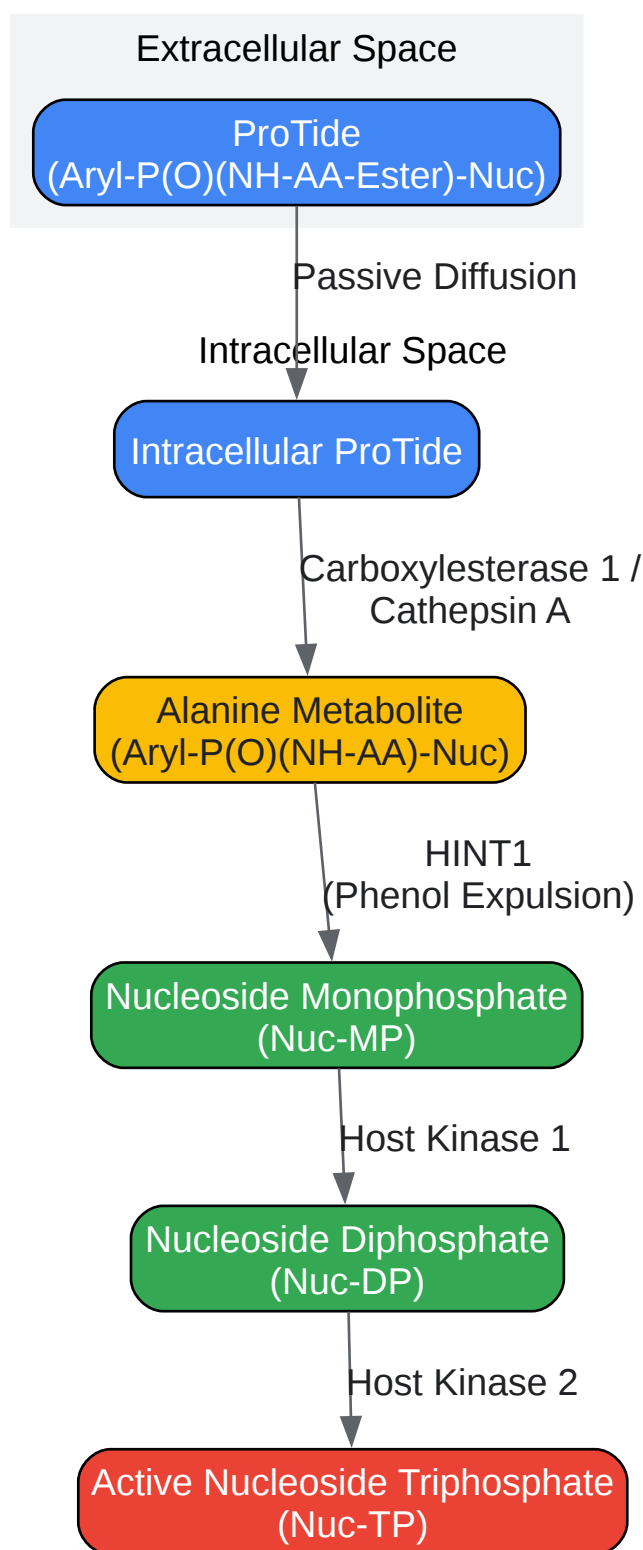 Extracellular Space
ProTide
(Aryl-P(O)(NH-AA-Ester)-Nuc)
Passive Diffusion
Intracellular Space
Intracellular ProTide
Carboxylesterase 1 /
Cathepsin A
Alanine Metabolite
(Aryl-P(O)(NH-AA)-Nuc)
HINT1
(Phenol Expulsion)
Nucleoside Monophosphate
(Nuc-MP)
Host Kinase 1
Nucleoside Diphosphate
(Nuc-DP)
Host Kinase 2
Active Nucleoside Triphosphate
(Nuc-TP)